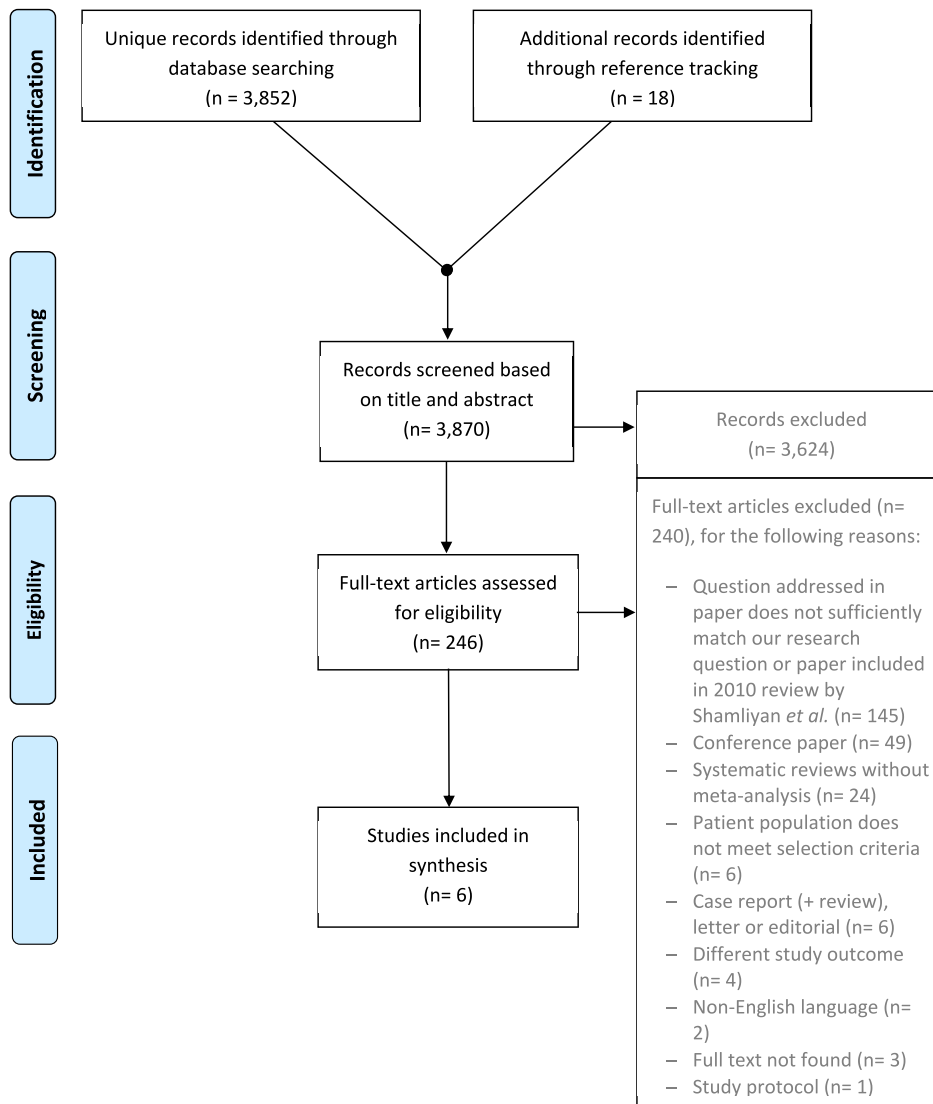 Identification
Unique records identified through
database searching
(n = 3,852)
Additional records identified
through reference tracking
(n = 18)
Screening
Records screened based
on title and abstract
(n= 3,870)
Records excluded
(n= 3,624)
Eligibility
Full-text articles assessed
for eligibility
(n= 246)
Full-text articles excluded (n=
240), for the following reasons:
– Question addressed in
paper does not sufficiently
match our research
question or paper included
in 2010 review by
Shamliyan et al. (n= 145)
– Conference paper (n= 49)
– Systematic reviews without
meta-analysis (n= 24)
– Patient population does
not meet selection criteria
(n= 6)
– Case report (+ review),
letter or editorial (n= 6)
– Different study outcome
(n= 4)
– Non-English language (n=
2)
– Full text not found (n= 3)
– Study protocol (n= 1)
Included
Studies included in
synthesis
(n= 6)